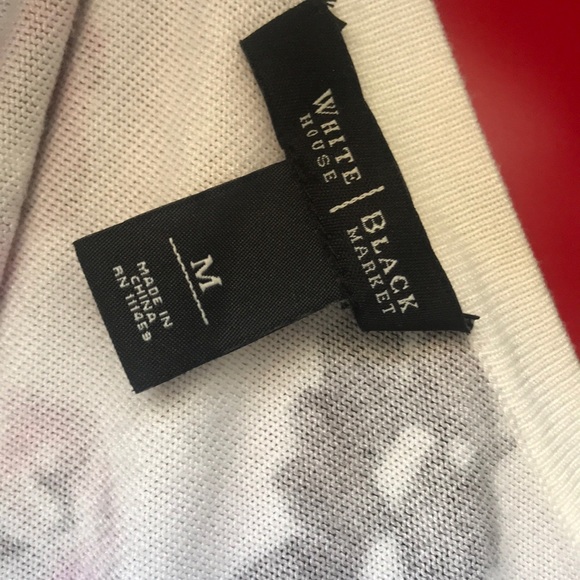 WHITE | BLACK
HOUSE | MARKET
M
MADE IN
CHINA
RN 111459